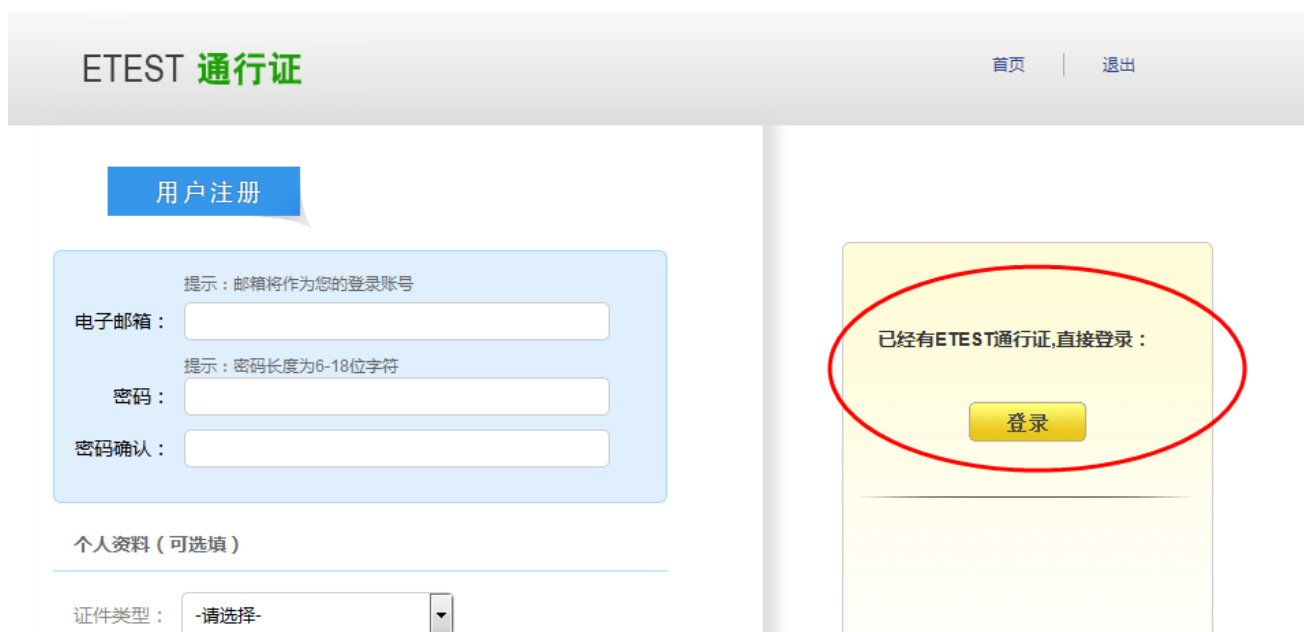 ETEST 通行证
首页
退出
用户注册
提示：邮箱将作为您的登录账号
电子邮箱：
提示：密码长度为6-18位字符
密码：
密码确认：
已经有ETEST通行证,直接登录：
登录
个人资料（可选填）
证件类型：
-请选择-